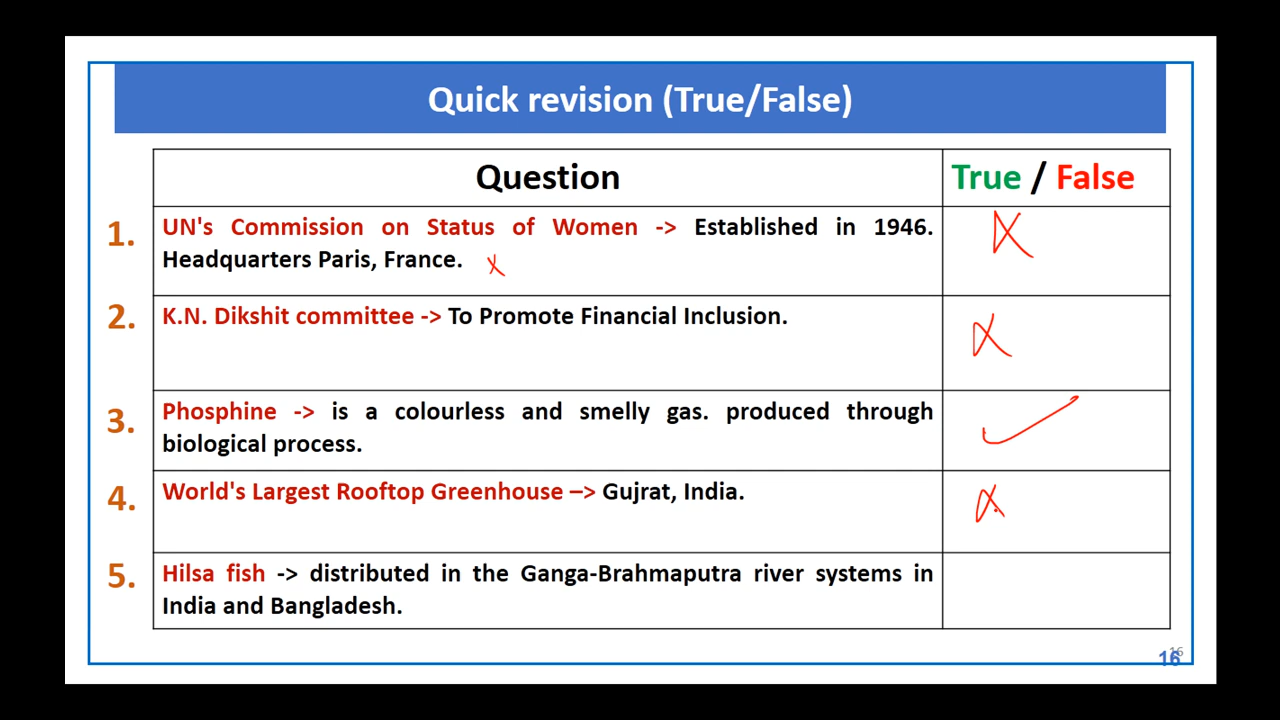 Quick revision (True/False)
Question
True / False
1.
UN's Commission on Status of Women -> Established in 1946.
Headquarters Paris, France.
2.
K.N. Dikshit committee -> To Promote Financial Inclusion.
3.
Phosphine -> is a colourless and smelly gas. produced through
biological process.
4.
World's Largest Rooftop Greenhouse –> Gujrat, India.
5.
Hilsa fish -> distributed in the Ganga-Brahmaputra river systems in
India and Bangladesh.
16
16